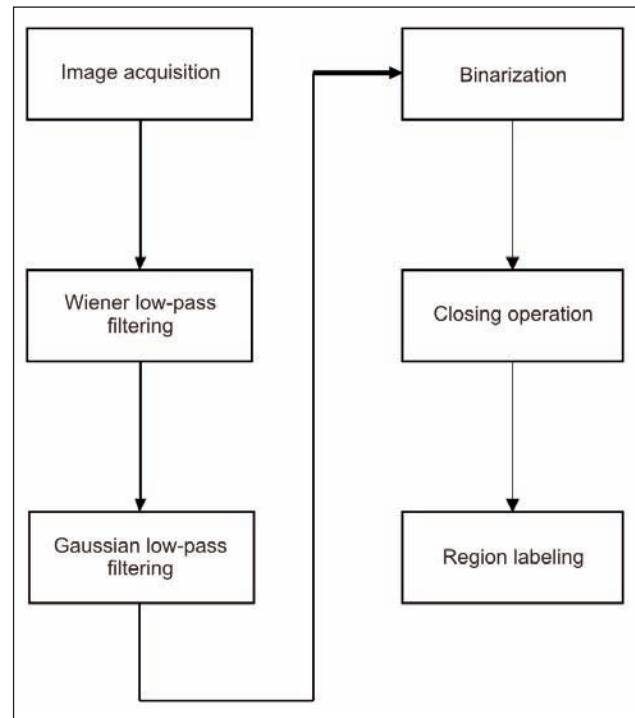 Image acquisition
Wiener low-pass
filtering
Gaussian low-pass
filtering
Binarization
Closing operation
Region labeling